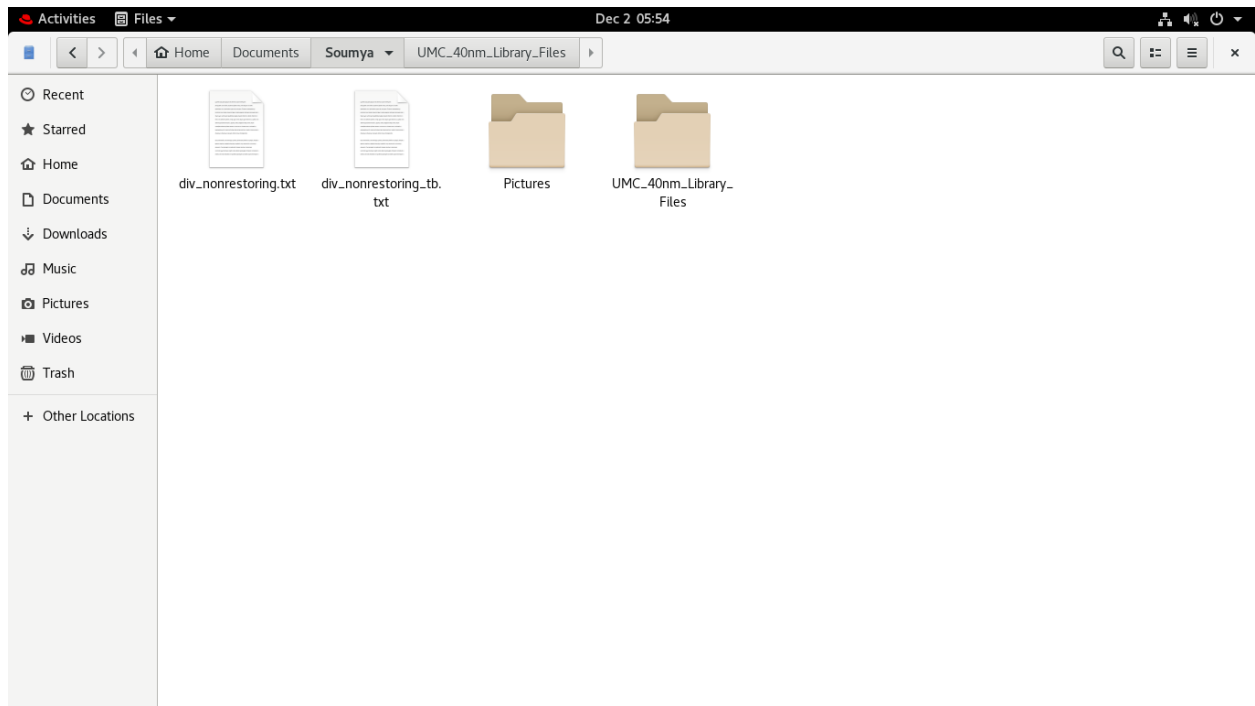 Activities Files Dec 2 05:54
Home Documents Soumya UMC_40nm_Library_Files
Recent
Starred
Home
Documents
Downloads
Music
Pictures
Videos
Trash
+ Other Locations
div_nonrestoring.txt
div_nonrestoring_tb.
txt
Pictures
UMC_40nm_Library_
Files